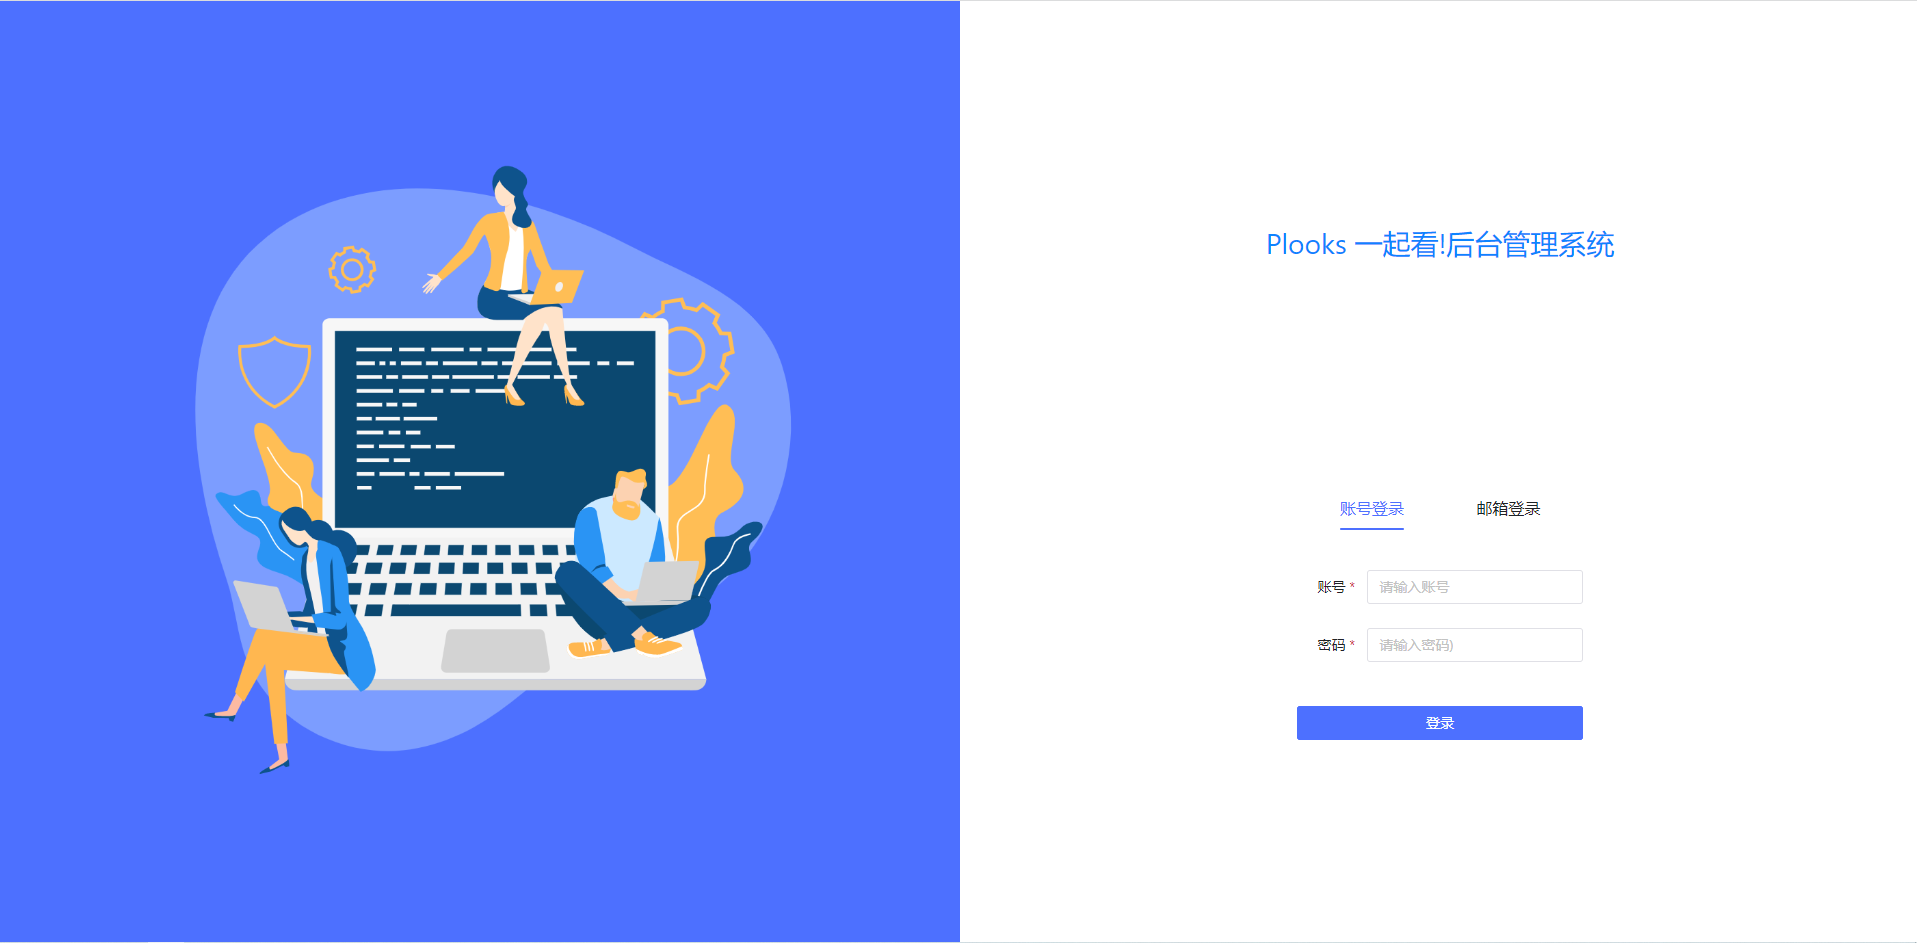 Plooks 一起看!后台管理系统
账号登录 邮箱登录
账号 * 请输入账号
密码 * 请输入密码)
登录